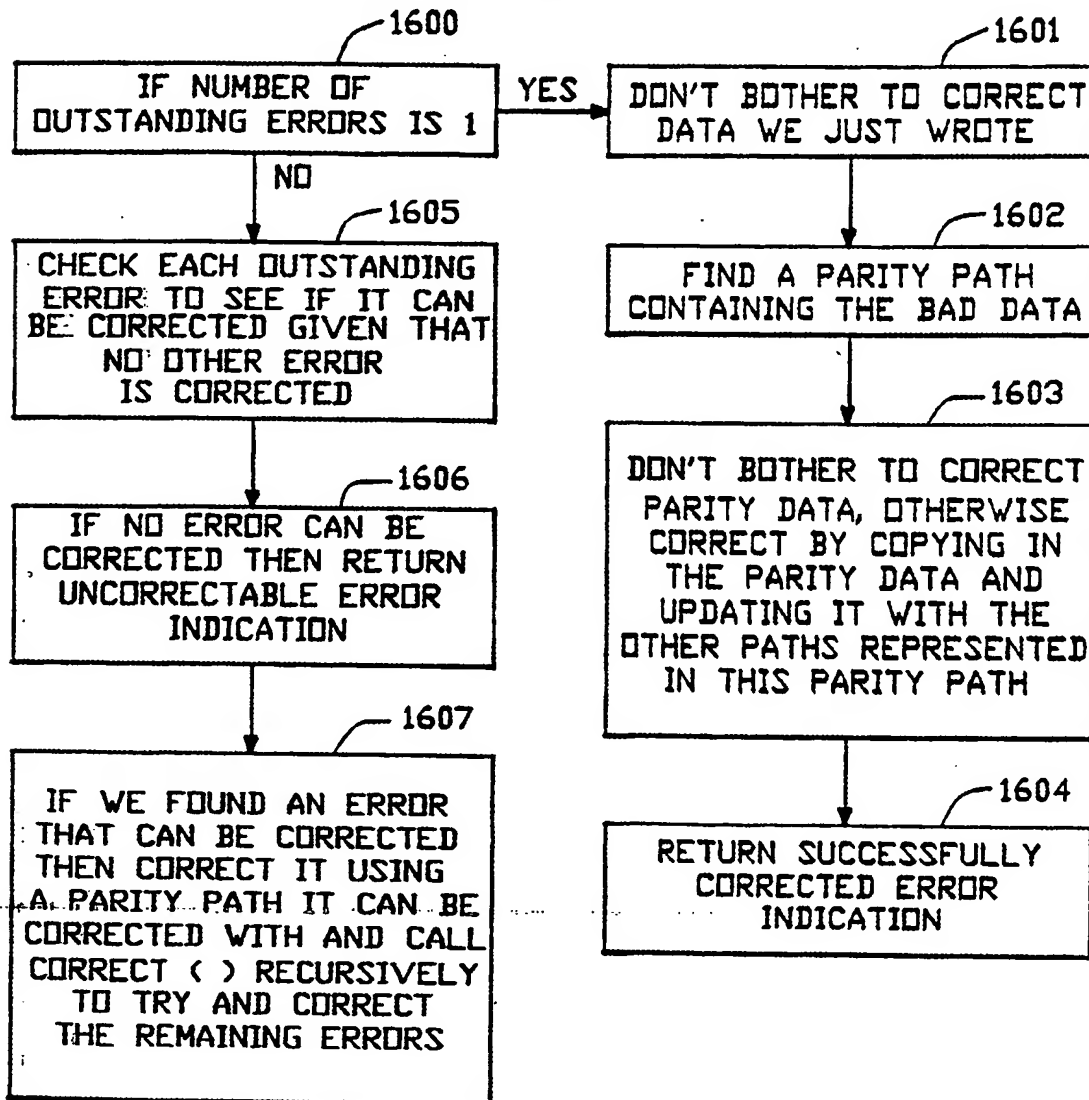 1600
IF NUMBER OF
OUTSTANDING ERRORS IS 1
YES
NO
1601
DON'T BOTHER TO CORRECT
DATA WE JUST WROTE
1602
FIND A PARITY PATH
CONTAINING THE BAD DATA
1603
DON'T BOTHER TO CORRECT
PARITY DATA, OTHERWISE
CORRECT BY COPYING IN
THE PARITY DATA AND
UPDATING IT WITH THE
OTHER PATHS REPRESENTED
IN THIS PARITY PATH
1604
RETURN SUCCESSFULLY
CORRECTED ERROR
INDICATION
1605
CHECK EACH OUTSTANDING
ERROR TO SEE IF IT CAN
BE CORRECTED GIVEN THAT
NO OTHER ERROR
IS CORRECTED
1606
IF NO ERROR CAN BE
CORRECTED THEN RETURN
UNCORRECTABLE ERROR
INDICATION
1607
IF WE FOUND AN ERROR
THAT CAN BE CORRECTED
THEN CORRECT IT USING
A PARITY PATH IT CAN BE
CORRECTED WITH AND CALL
CORRECT ( ) RECURSIVELY
TO TRY AND CORRECT
THE REMAINING ERRORS